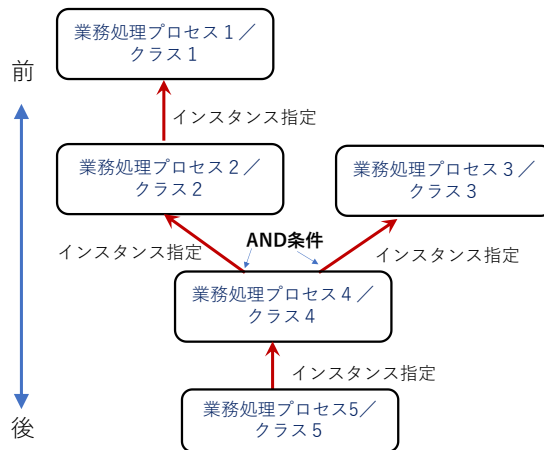 業務処理プロセス１／
クラス１
前
インスタンス指定
業務処理プロセス２／
クラス２
業務処理プロセス３／
クラス３
AND条件
インスタンス指定
インスタンス指定
業務処理プロセス４／
クラス４
インスタンス指定
業務処理プロセス5／
クラス５
後